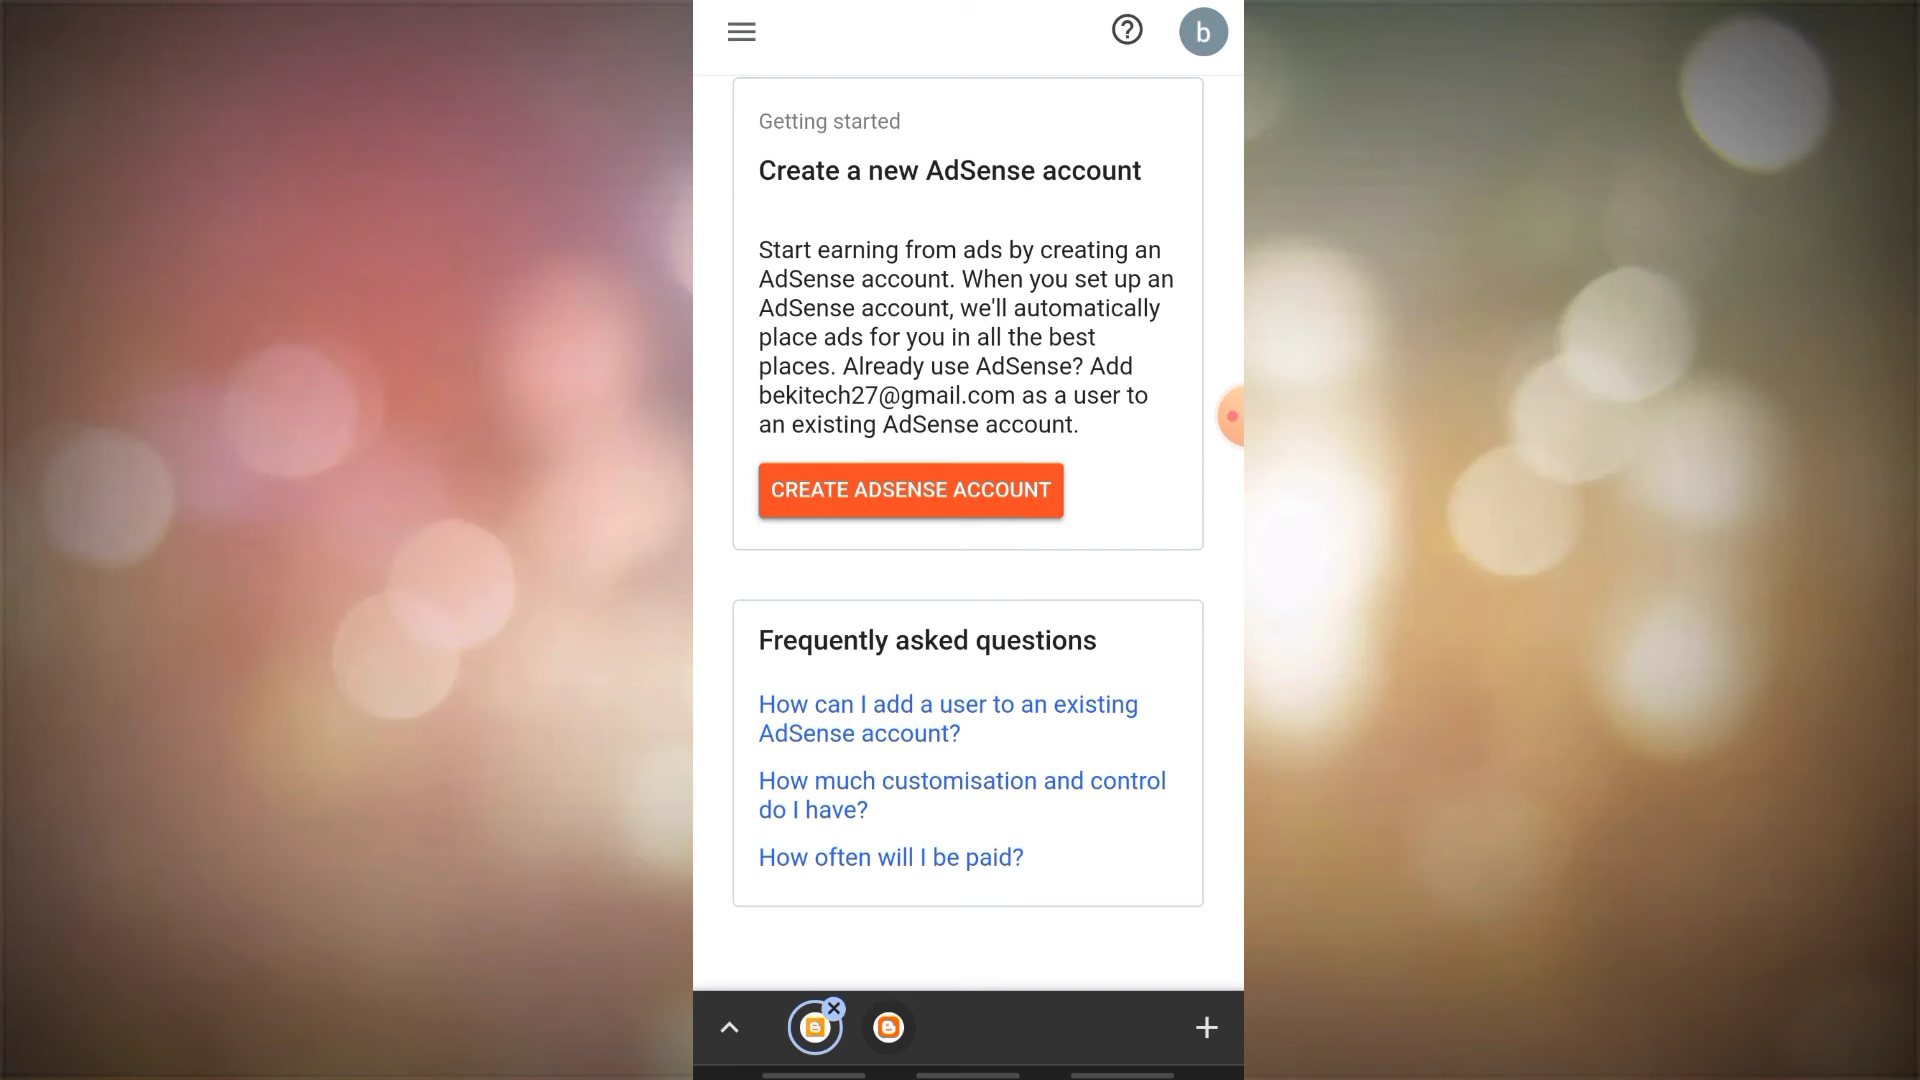 b
Getting started
Create a new AdSense account
Start earning from ads by creating an
AdSense account. When you set up an
AdSense account, we'll automatically
place ads for you in all the best
places. Already use AdSense? Add
bekitech27@gmail.com as a user to
an existing AdSense account.
CREATE ADSENSE ACCOUNT
Frequently asked questions
How can I add a user to an existing
AdSense account?
How much customisation and control
do I have?
How often will I be paid?